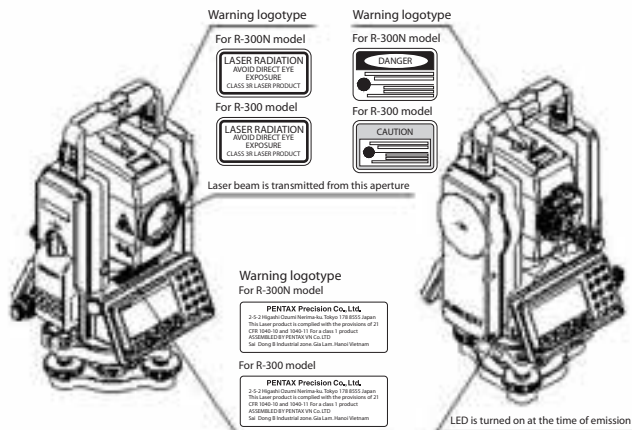 Warning logotype
For R-300N model
LASER RADIATION
AVOID DIRECT EYE
EXPOSURE
CLASS 3R LASER PRODUCT
For R-300 model
LASER RADIATION
AVOID DIRECT EYE
EXPOSURE
CLASS 3R LASER PRODUCT
Warning logotype
For R-300N model
DANGER
For R-300 model
CAUTION
Laser beam is transmitted from this aperture
Warning logotype
For R-300N model
PENTAX Precision Co., Ltd.
2-5-2 Higashi Oizumi Nerima-ku. Tokyo 178 8555 Japan
This Laser product is complied with the provisions of 21
CFR 1040-10 and 1040-11 For a class 1 product
ASSEMBLED BY PENTAX VN Co. LTD
Sai Dong B Industrial zone. Gia Lam. Hanoi Vietnam
For R-300 model
PENTAX Precision Co., Ltd.
2-5-2 Higashi Oizumi Nerima-ku. Tokyo 178 8555 Japan
This Laser product is complied with the provisions of 21
CFR 1040-10 and 1040-11 For a class 1 product
ASSEMBLED BY PENTAX VN Co. LTD
Sai Dong B Industrial zone. Gia Lam. Hanoi Vietnam
LED is turned on at the time of emission